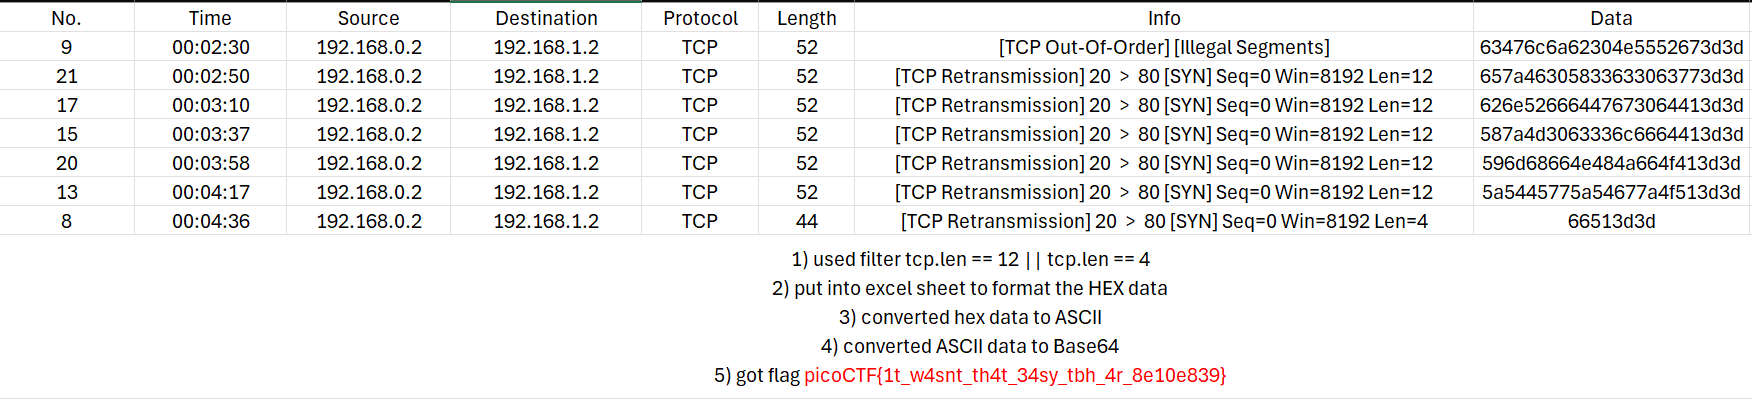 No. Time Source Destination Protocol Length Info Data
9 00:02:30 192.168.0.2 192.168.1.2 TCP 52 [TCP Out-Of-Order] [Illegal Segments] 63476c6a62304e5552673d3d
21 00:02:50 192.168.0.2 192.168.1.2 TCP 52 [TCP Retransmission] 20 > 80 [SYN] Seq=0 Win=8192 Len=12 657a46305833633063773d3d
17 00:03:10 192.168.0.2 192.168.1.2 TCP 52 [TCP Retransmission] 20 > 80 [SYN] Seq=0 Win=8192 Len=12 626e52666447673064413d3d
15 00:03:37 192.168.0.2 192.168.1.2 TCP 52 [TCP Retransmission] 20 > 80 [SYN] Seq=0 Win=8192 Len=12 587a4d3063336c6664413d3d
20 00:03:58 192.168.0.2 192.168.1.2 TCP 52 [TCP Retransmission] 20 > 80 [SYN] Seq=0 Win=8192 Len=12 596d68664e484a664f413d3d
13 00:04:17 192.168.0.2 192.168.1.2 TCP 52 [TCP Retransmission] 20 > 80 [SYN] Seq=0 Win=8192 Len=12 5a5445775a54677a4f513d3d
8 00:04:36 192.168.0.2 192.168.1.2 TCP 44 [TCP Retransmission] 20 > 80 [SYN] Seq=0 Win=8192 Len=4 66513d3d
1) used filter tcp.len == 12 || tcp.len == 4
2) put into excel sheet to format the HEX data
3) converted hex data to ASCII
4) converted ASCII data to Base64
5) got flag picoCTF{1t_w4snt_th4t_34sy_tbh_4r_8e10e839}